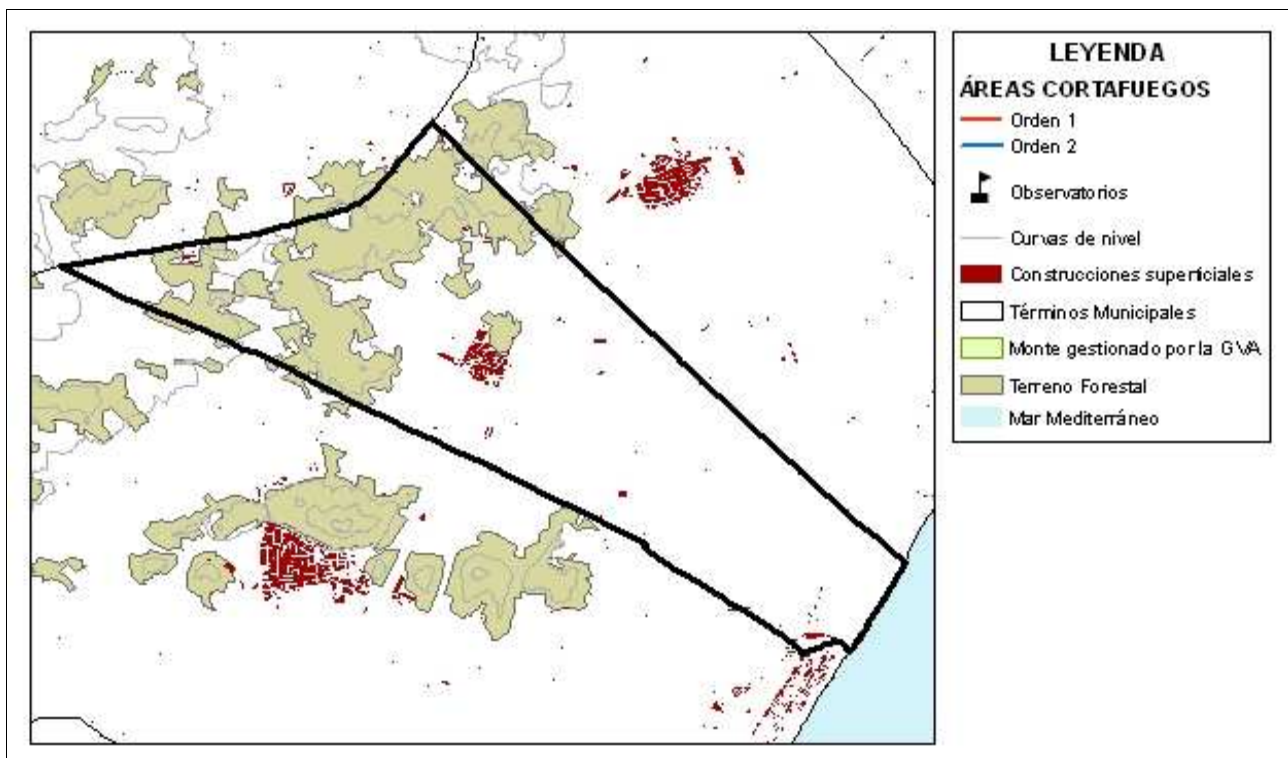 LEYENDA
ÁREAS CORTAFUEGOS
Orden 1
Orden 2
Observatorios
Curvas de nivel
Construcciones superficiales
Términos Municipales
Monte gestionado por la GVA
Terreno Forestal
Mar Mediterráneo